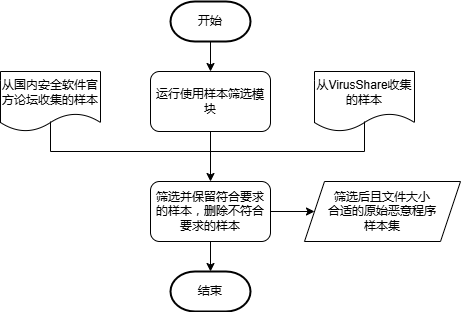 开始
从国内安全软件官
方论坛收集的样本
运行使用样本筛选模
块
从VirusShare收集
的样本
筛选并保留符合要求
的样本，删除不符合
要求的样本
筛选后且文件大小
合适的原始恶意程序
样本集
结束